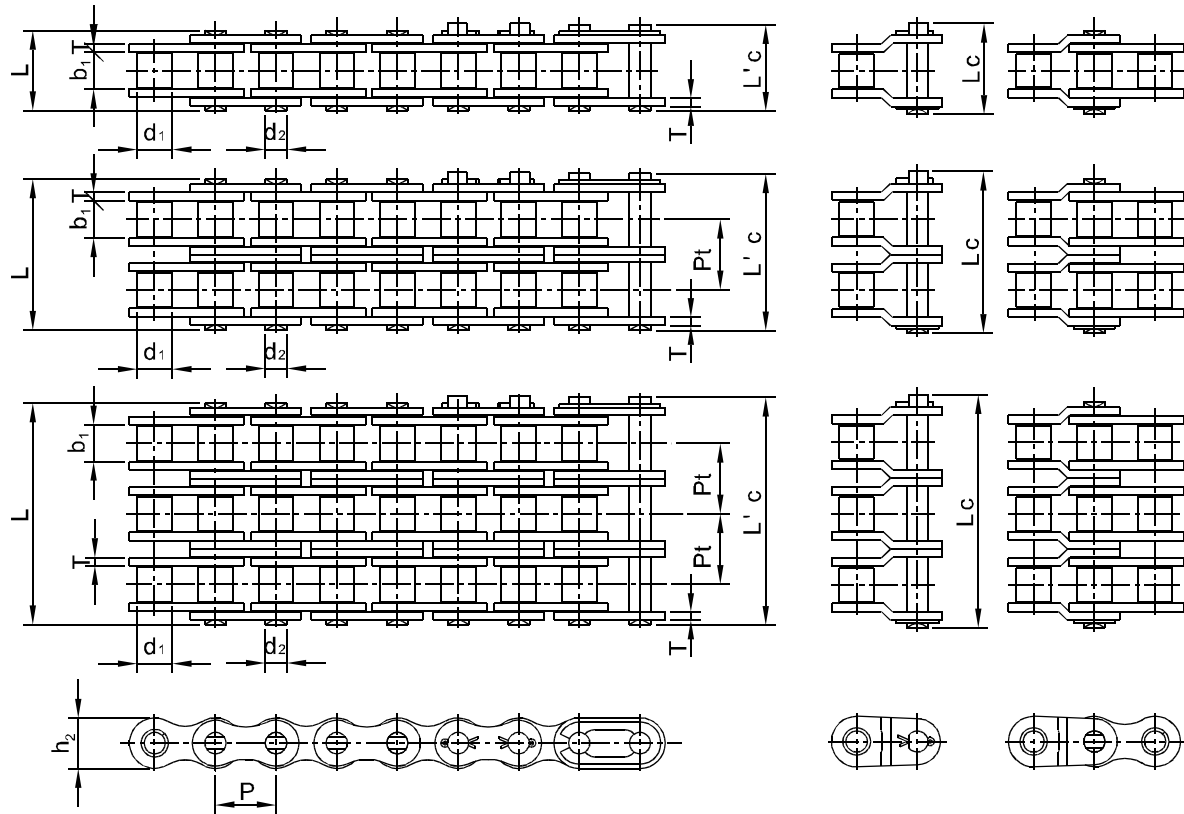 L
b₁
T
d₁
d₂
T
L'c
Lc
L
b₁
T
d₁
d₂
Pt
T
L'c
Lc
L
b₁
T
d₁
d₂
Pt
Pt
T
L'c
Lc
h₂
P